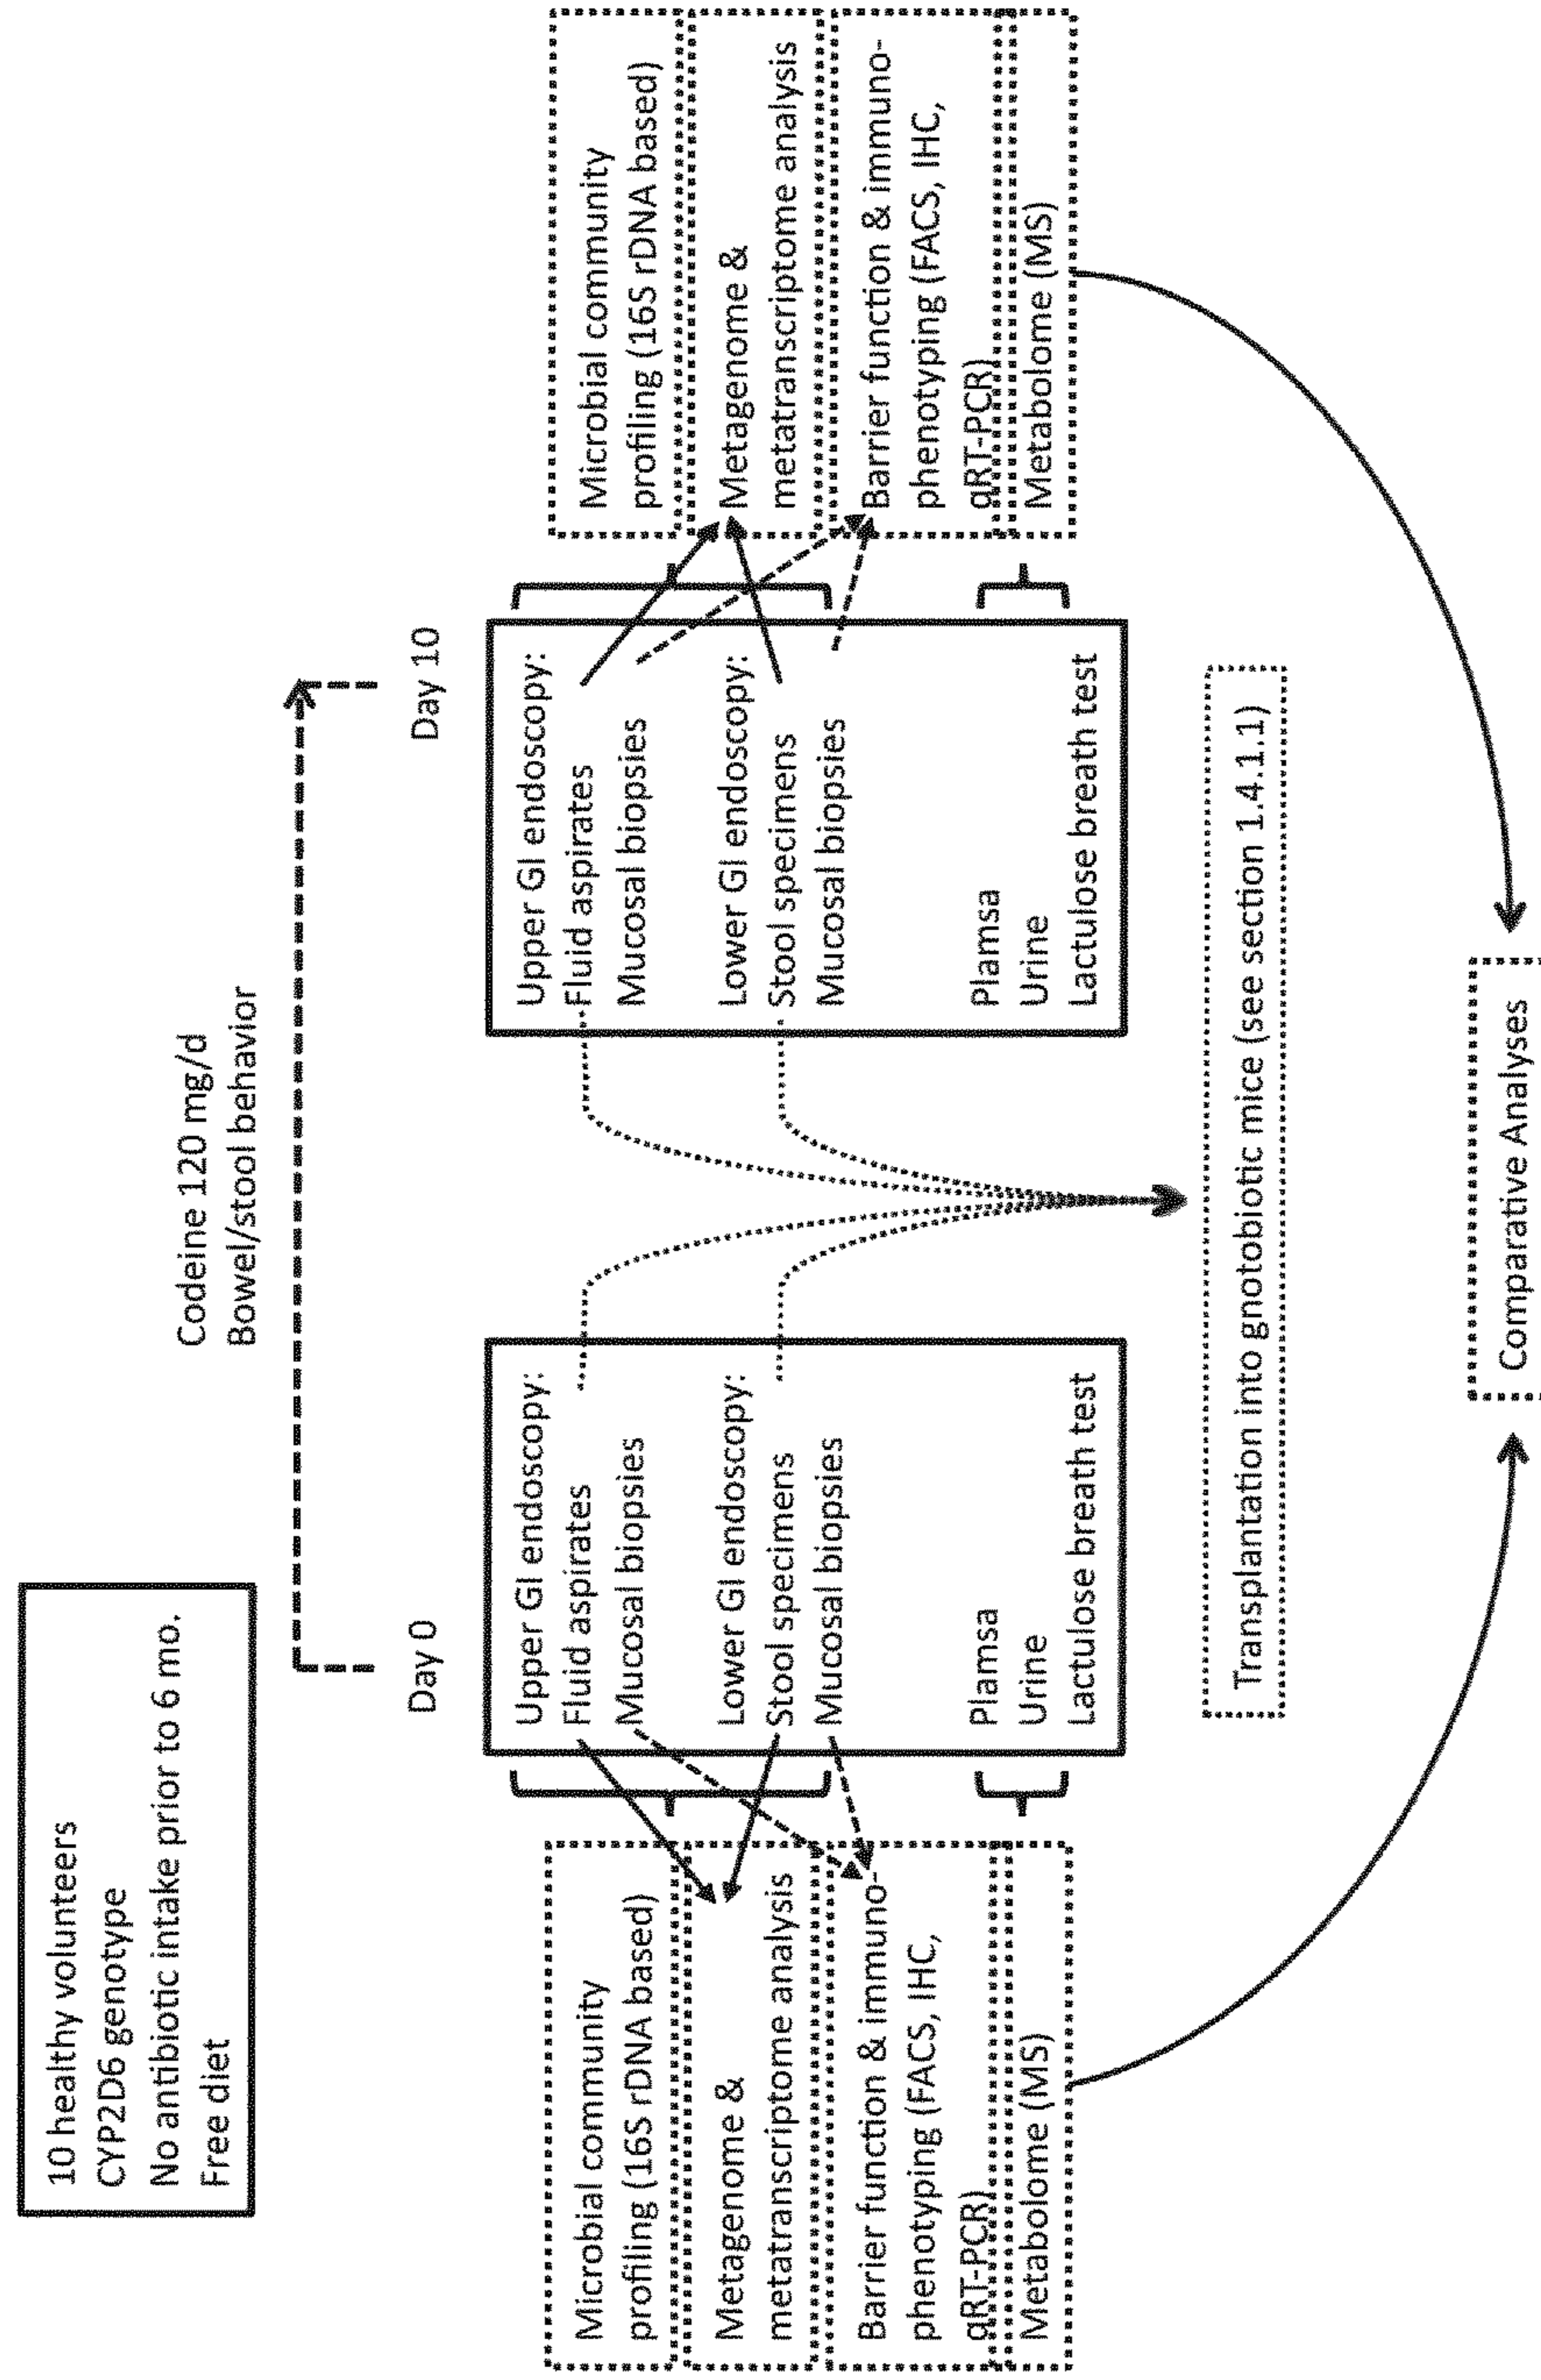 10 healthy volunteers
CYP2D6 genotype
No antibiotic intake prior to 6 mo.
Free diet
Codeine 120 mg/d
Bowel/stool behavior
Day 0
Day 10
Microbial community
profiling (16S rDNA based)
Metagenome &
metatranscriptome analysis
Barrier function & immuno-
phenotyping (FACS, IHC,
qRT-PCR)
Metabolome (MS)
Upper GI endoscopy:
Fluid aspirates
Mucosal biopsies
Lower GI endoscopy:
Stool specimens
Mucosal biopsies
Plamsa
Urine
Lactulose breath test
Upper GI endoscopy:
Fluid aspirates
Mucosal biopsies
Lower GI endoscopy:
Stool specimens
Mucosal biopsies
Plamsa
Urine
Lactulose breath test
Microbial community
profiling (16S rDNA based)
Metagenome &
metatranscriptome analysis
Barrier function & immuno-
phenotyping (FACS, IHC,
qRT-PCR)
Metabolome (MS)
Transplantation into gnotobiotic mice (see section 1.4.1.1)
Comparative Analyses